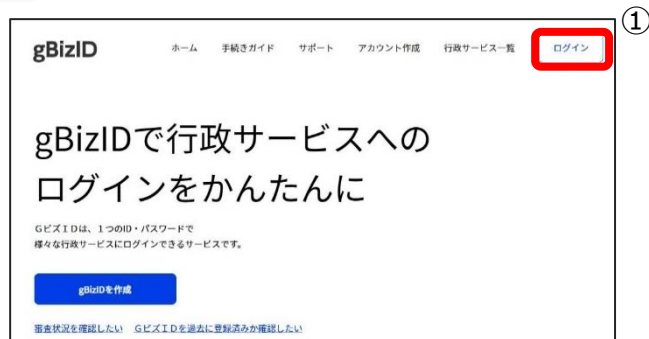 ①
gBizID ホーム 手続きガイド サポート アカウント作成 行政サービス一覧 ログイン
gBizIDで行政サービスへの
ログインをかんたんに
GビズIDは、1つのID・パスワードで
様々な行政サービスにログインできるサービスです。
gBizIDを作成
審査状況を確認したい GビズIDを過去に登録済みか確認したい